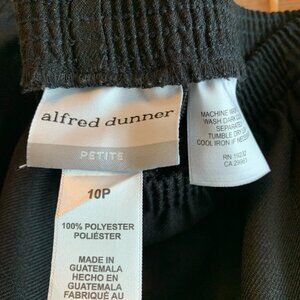 alfred dunner
PETITE
10P
100% POLYESTER
POLIÉSTER
MADE IN
GUATEMALA
HECHO EN
GUATEMALA
FABRIQUÉ AU
MACHINE
WASH DARK
SEPARATE
TUMBLE DRY
COOL IRON IF NEEDED
RN
CA